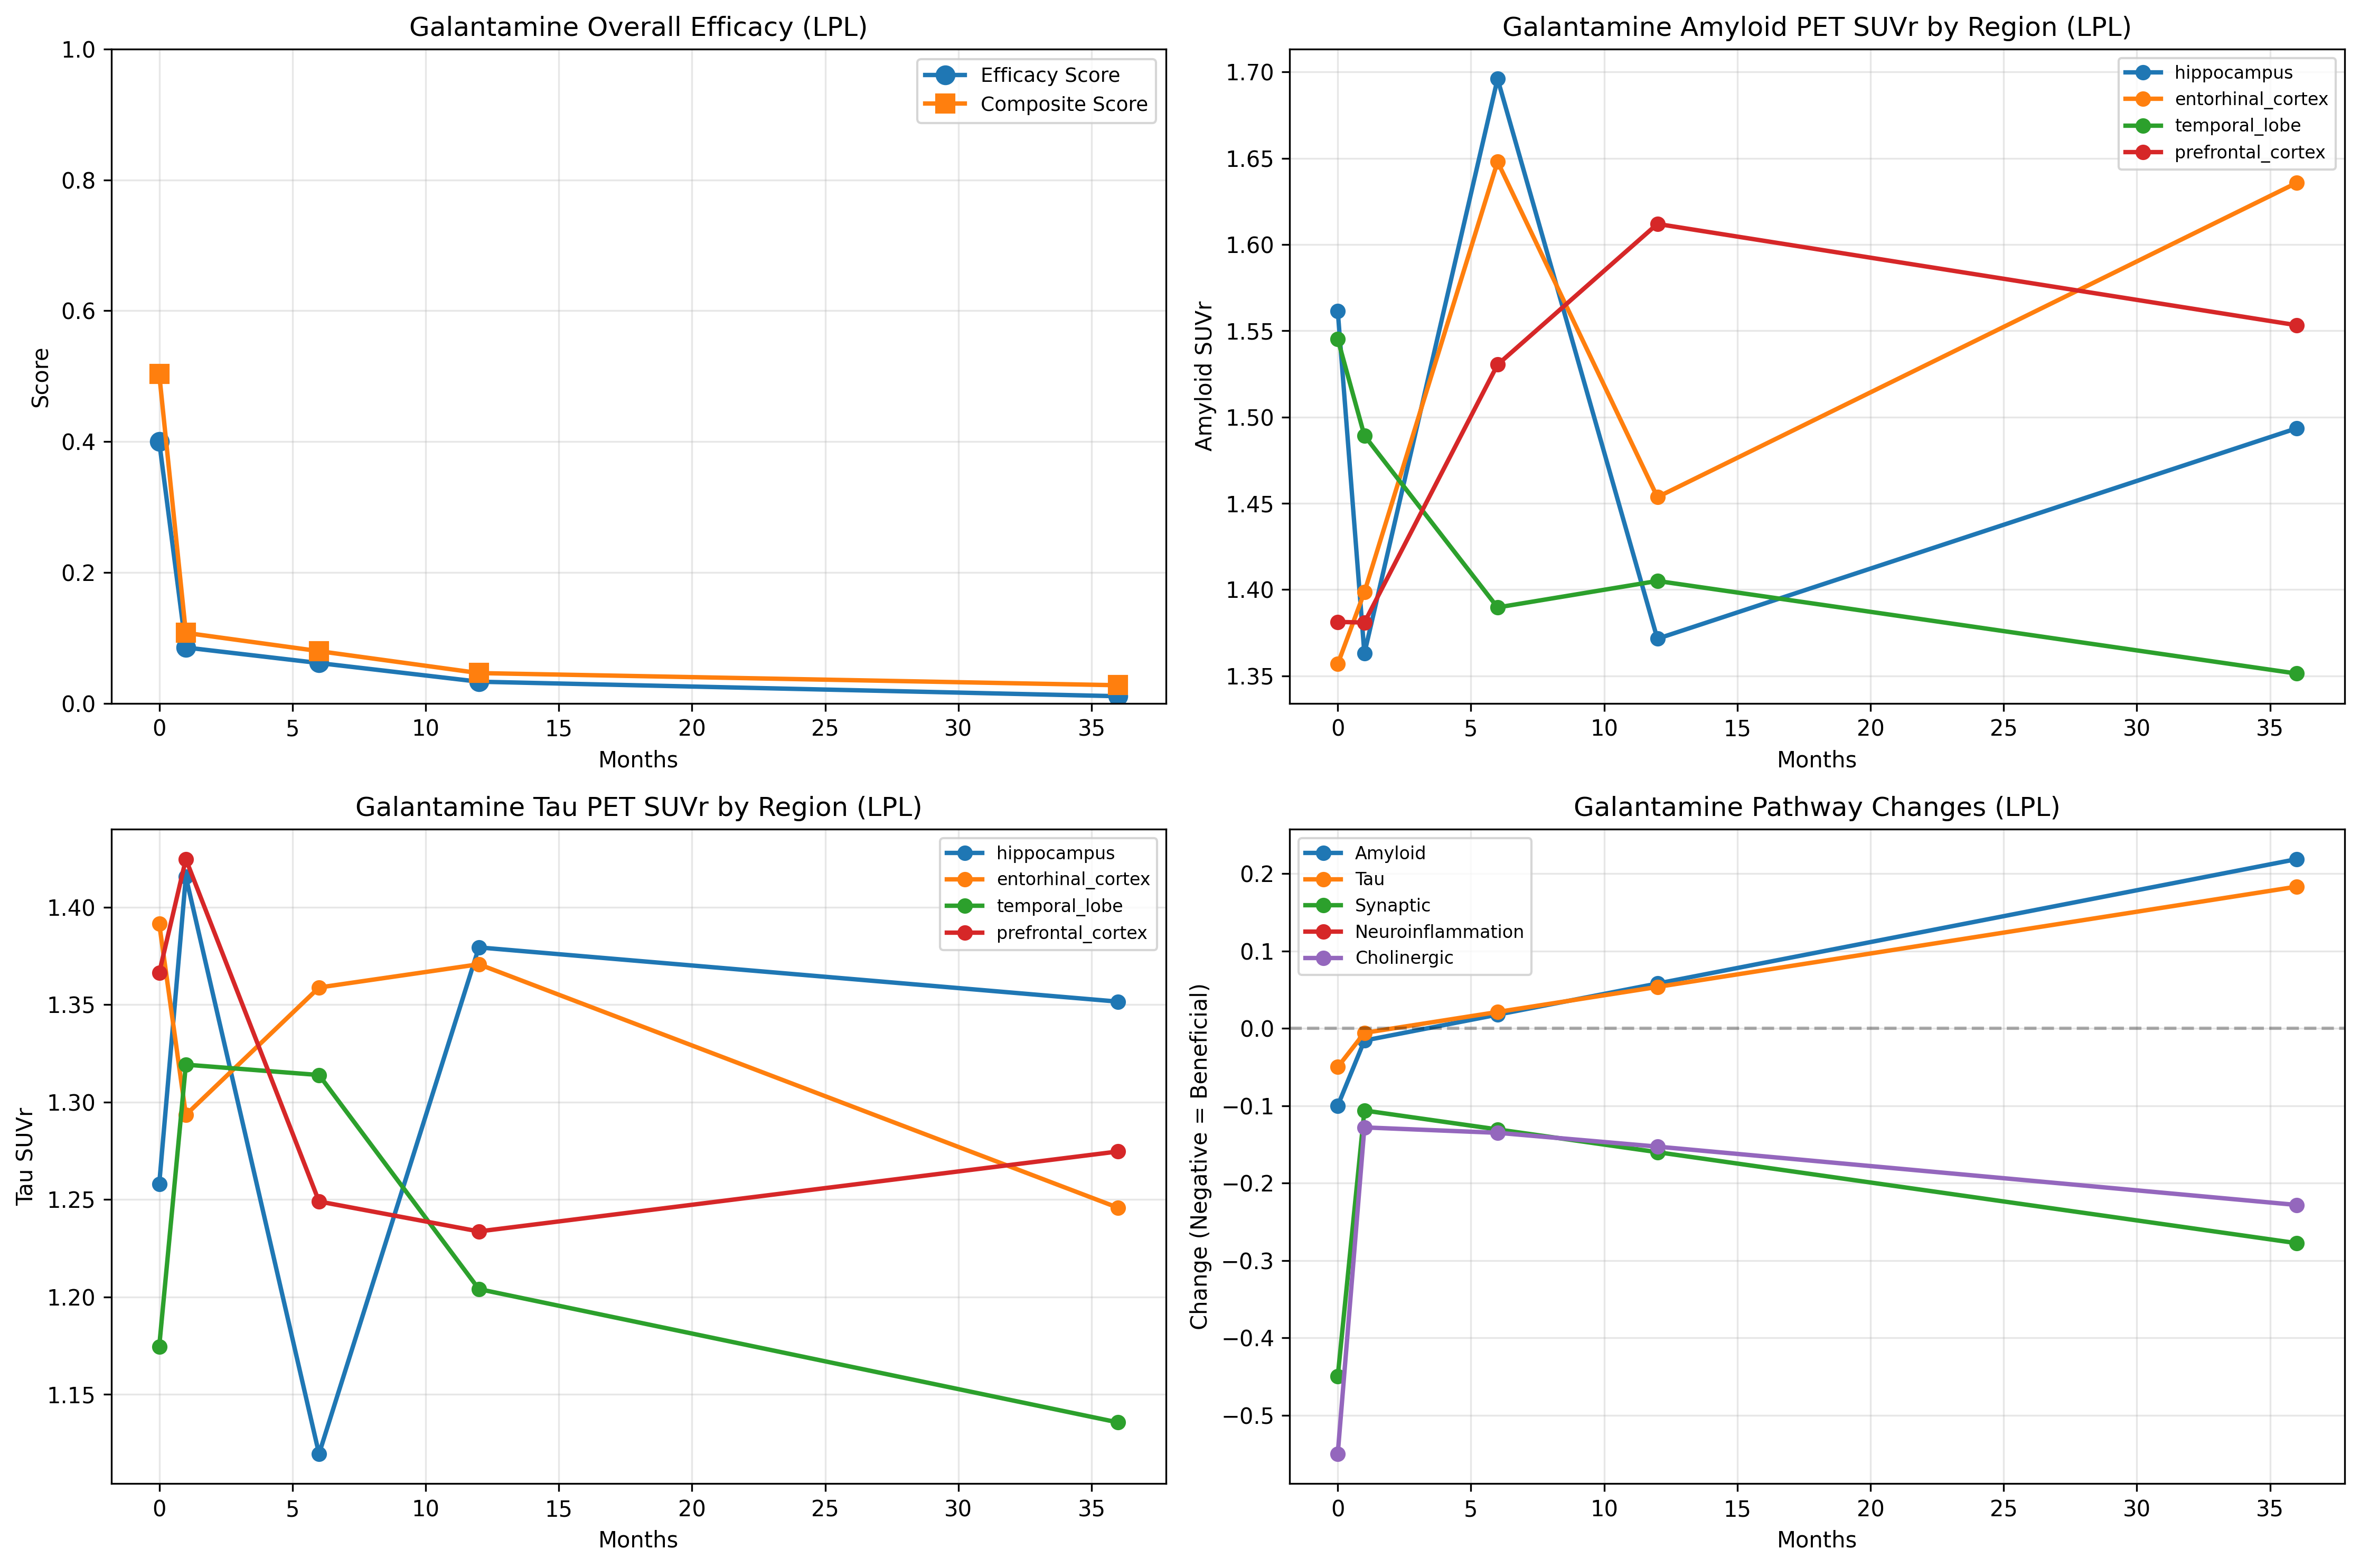 Galantamine Overall Efficacy (LPL)
Score
1.0
0.8
0.6
0.4
0.2
0.0
Efficacy Score
Composite Score
0 5 10 15 20 25 30 35
Months
Galantamine Amyloid PET SUVr by Region (LPL)
Amyloid SUVr
1.70
1.65
1.60
1.55
1.50
1.45
1.40
1.35
hippocampus
entorhinal_cortex
temporal_lobe
prefrontal_cortex
0 5 10 15 20 25 30 35
Months
Galantamine Tau PET SUVr by Region (LPL)
Tau SUVr
1.40
1.35
1.30
1.25
1.20
1.15
hippocampus
entorhinal_cortex
temporal_lobe
prefrontal_cortex
0 5 10 15 20 25 30 35
Months
Galantamine Pathway Changes (LPL)
Change (Negative = Beneficial)
0.2
0.1
0.0
−0.1
−0.2
−0.3
−0.4
−0.5
Amyloid
Tau
Synaptic
Neuroinflammation
Cholinergic
0 5 10 15 20 25 30 35
Months